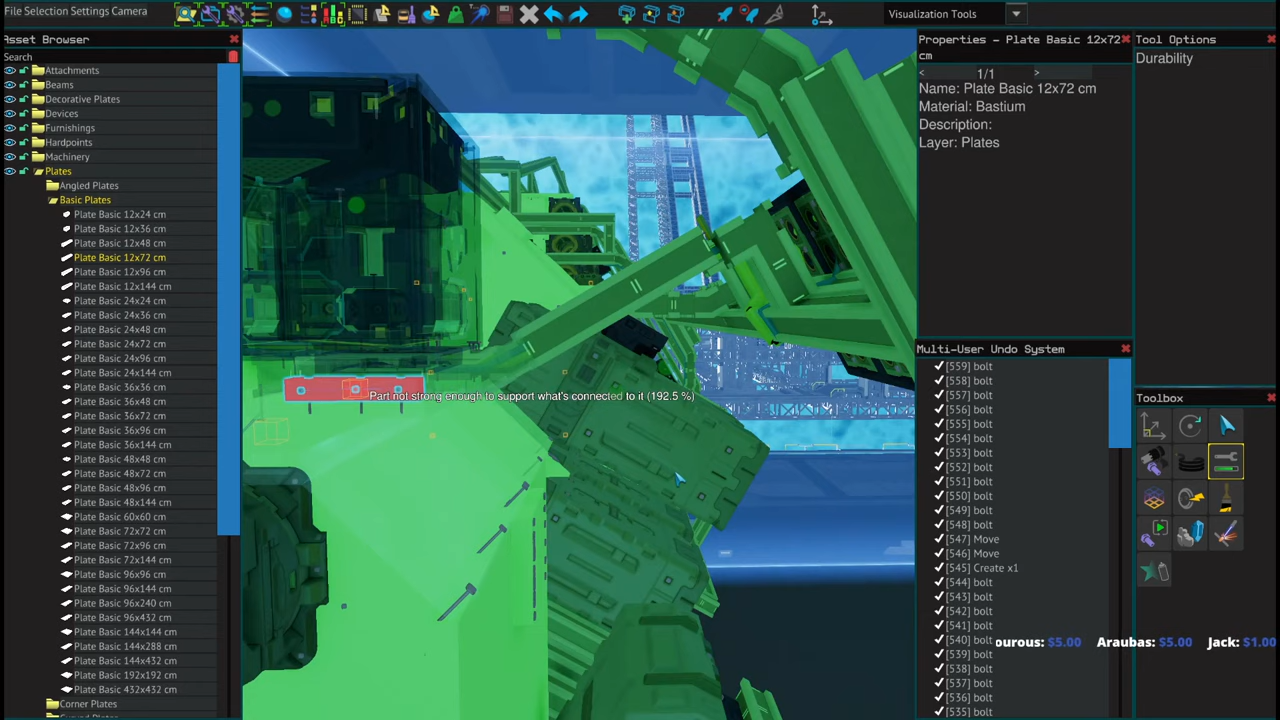 File Selection Settings Camera
Visualization Tools
Asset Browser
Search
Attachments
Beams
Decorative Plates
Devices
Furnishings
Hardpoints
Machinery
Plates
Angled Plates
Basic Plates
Plate Basic 12x24 cm
Plate Basic 12x36 cm
Plate Basic 12x48 cm
Plate Basic 12x72 cm
Plate Basic 12x96 cm
Plate Basic 12x144 cm
Plate Basic 24x24 cm
Plate Basic 24x36 cm
Plate Basic 24x48 cm
Plate Basic 24x72 cm
Plate Basic 24x96 cm
Plate Basic 24x144 cm
Plate Basic 36x36 cm
Plate Basic 36x48 cm
Plate Basic 36x72 cm
Plate Basic 36x96 cm
Plate Basic 36x144 cm
Plate Basic 48x48 cm
Plate Basic 48x72 cm
Plate Basic 48x96 cm
Plate Basic 48x144 cm
Plate Basic 60x60 cm
Plate Basic 72x72 cm
Plate Basic 72x96 cm
Plate Basic 72x144 cm
Plate Basic 96x96 cm
Plate Basic 96x144 cm
Plate Basic 96x240 cm
Plate Basic 96x432 cm
Plate Basic 144x144 cm
Plate Basic 144x288 cm
Plate Basic 144x432 cm
Plate Basic 192x192 cm
Plate Basic 432x432 cm
Corner Plates
Part not strong enough to support what's connected to it (192.5 %)
Properties - Plate Basic 12x72
cm
< 1/1 >
Name: Plate Basic 12x72 cm
Material: Bastium
Description:
Layer: Plates
Multi-User Undo System
[559] bolt
[558] bolt
[557] bolt
[556] bolt
[555] bolt
[554] bolt
[553] bolt
[552] bolt
[551] bolt
[550] bolt
[549] bolt
[548] bolt
[547] Move
[546] Move
[545] Create x1
[544] bolt
[543] bolt
[542] bolt
[541] bolt
[540] bolt
[539] bolt
[538] bolt
[537] bolt
[536] bolt
[535] bolt
Tool Options
Durability
Toolbox
ourous: $5.00 Araubas: $5.00 Jack: $1.00